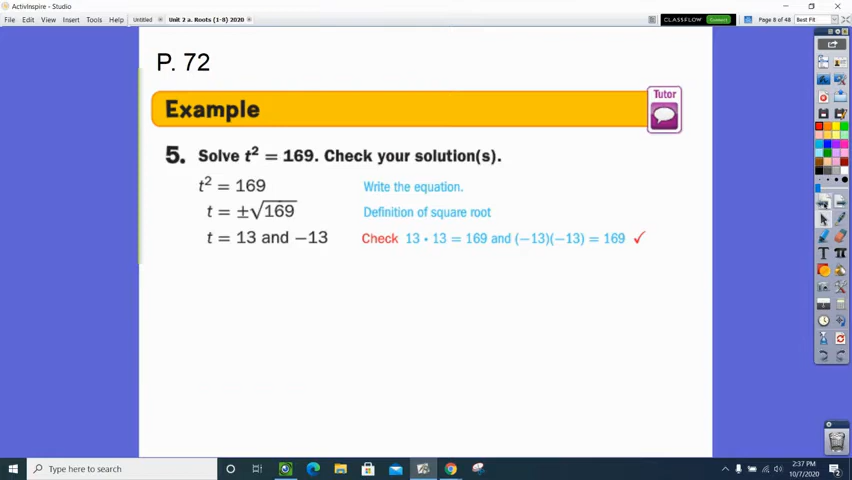 ActivInspire - Studio
File Edit View Insert Tools Help Untitled Unit 2 a. Roots (1-8) 2020 CLASSFLOW Connect Page 8 of 48 Best Fit
P. 72
Example
Tutor
5. Solve t² = 169. Check your solution(s).
t² = 169 Write the equation.
t = ±√169 Definition of square root
t = 13 and −13 Check 13 • 13 = 169 and (−13)(−13) = 169 ✓
Type here to search
2:37 PM
10/7/2020